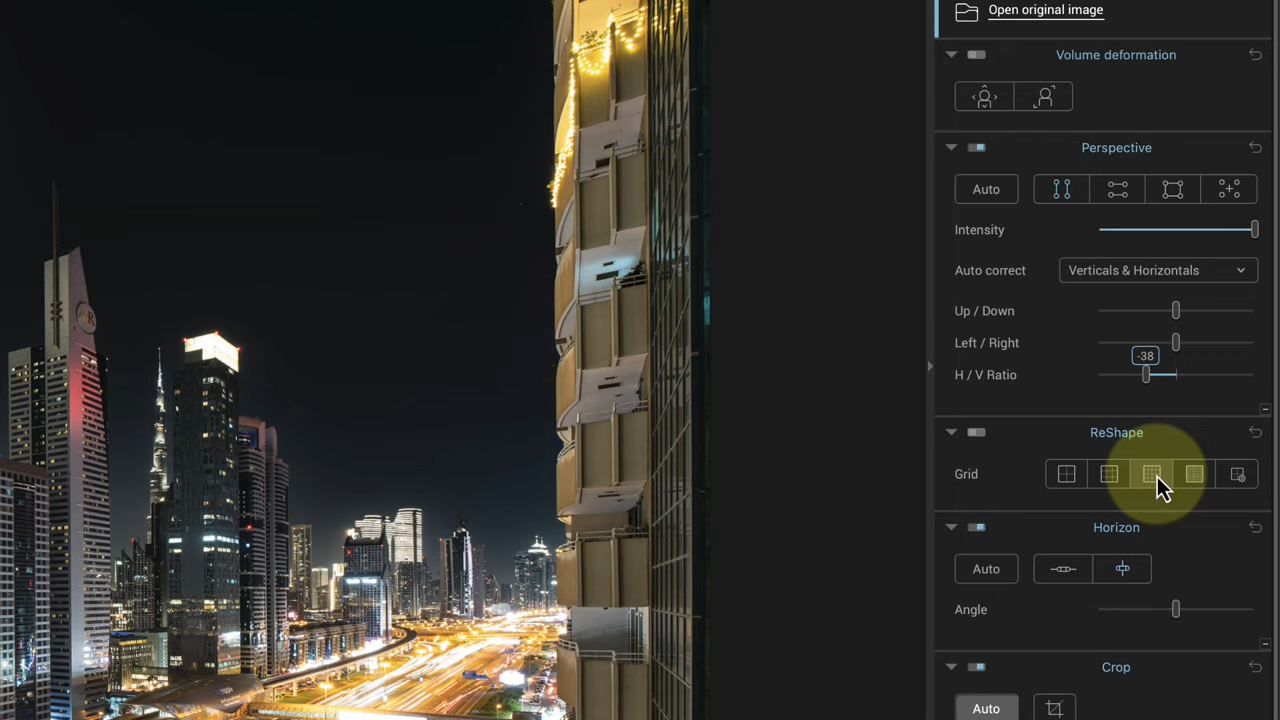 Open original image
Volume deformation
Perspective
Auto
Intensity
Auto correct
Verticals & Horizontals
Up / Down
Left / Right
-38
H / V Ratio
ReShape
Grid
Horizon
Auto
Angle
Crop
Auto